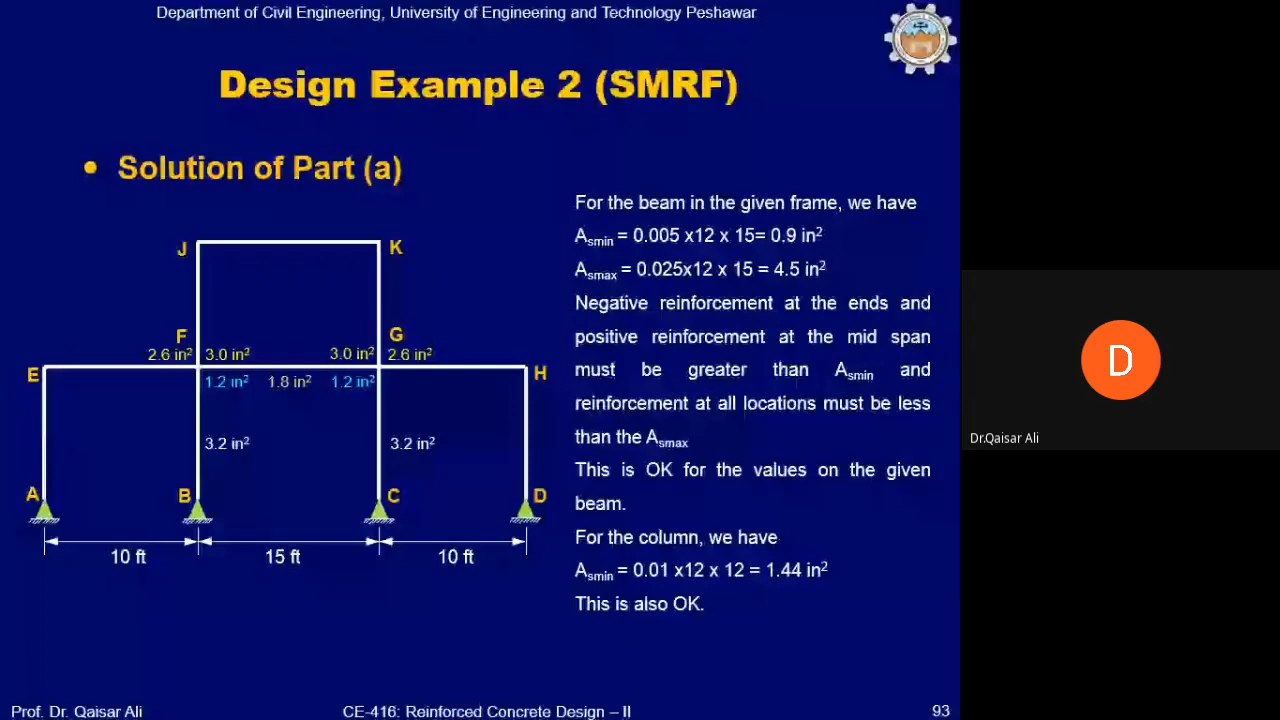 Department of Civil Engineering, University of Engineering and Technology Peshawar
Design Example 2 (SMRF)
• Solution of Part (a)
J K
F G
2.6 in² 3.0 in² 3.0 in² 2.6 in²
E H
1.2 in² 1.8 in² 1.2 in²
3.2 in² 3.2 in²
A B C D
10 ft 15 ft 10 ft
For the beam in the given frame, we have
Asmin = 0.005 x12 x 15= 0.9 in²
Asmax = 0.025x12 x 15 = 4.5 in²
Negative reinforcement at the ends and
positive reinforcement at the mid span
must be greater than Asmin and
reinforcement at all locations must be less
than the Asmax
This is OK for the values on the given
beam.
For the column, we have
Asmin = 0.01 x12 x 12 = 1.44 in²
This is also OK.
D
Dr.Qaisar Ali
Prof. Dr. Qaisar Ali CE-416: Reinforced Concrete Design – II 93